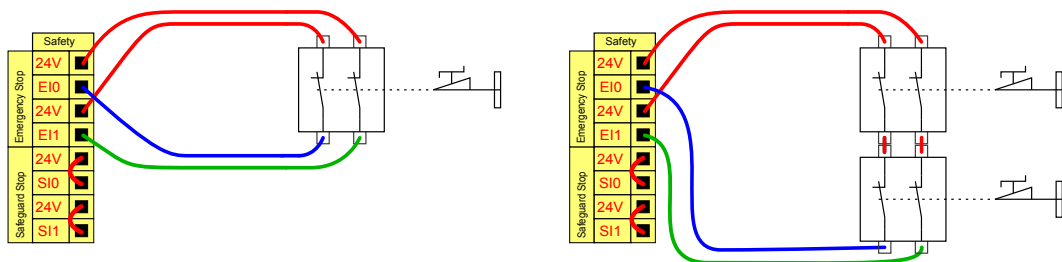 Safety
Emergency Stop
24V
EI0
24V
EI1
Safeguard Stop
24V
SI0
24V
SI1
Safety
Emergency Stop
24V
EI0
24V
EI1
Safeguard Stop
24V
SI0
24V
SI1